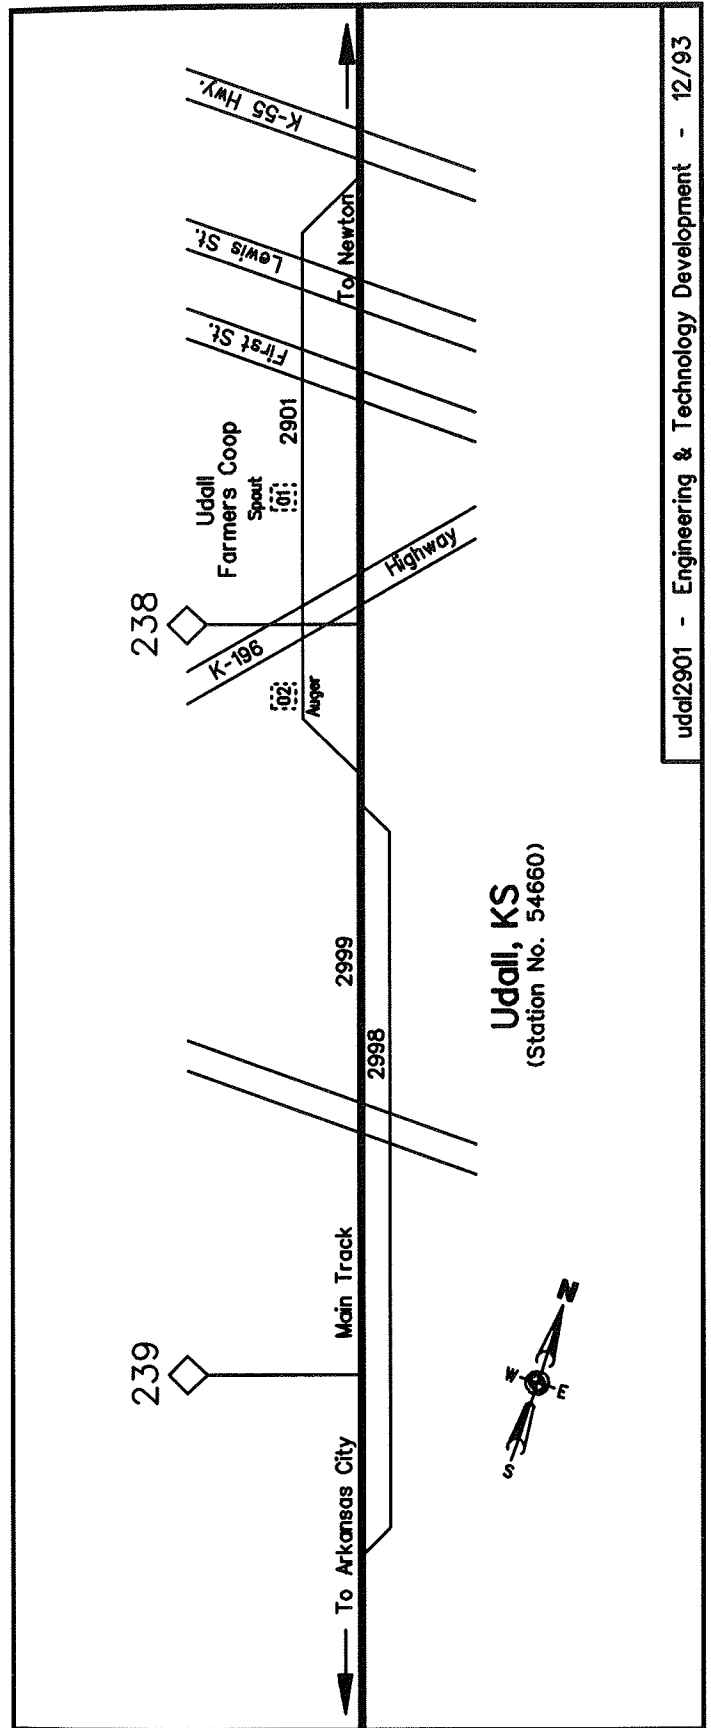 239
238
Udall
Farmers Coop
Spout
01
02
Auger
K-196
Highway
First St.
Lewis St.
K-55 Hwy.
2901
To Arkansas City
Main Track
2999
To Newton
2998
Udall, KS
(Station No. 54660)
N
W
E
S
udal2901 - Engineering & Technology Development - 12/93